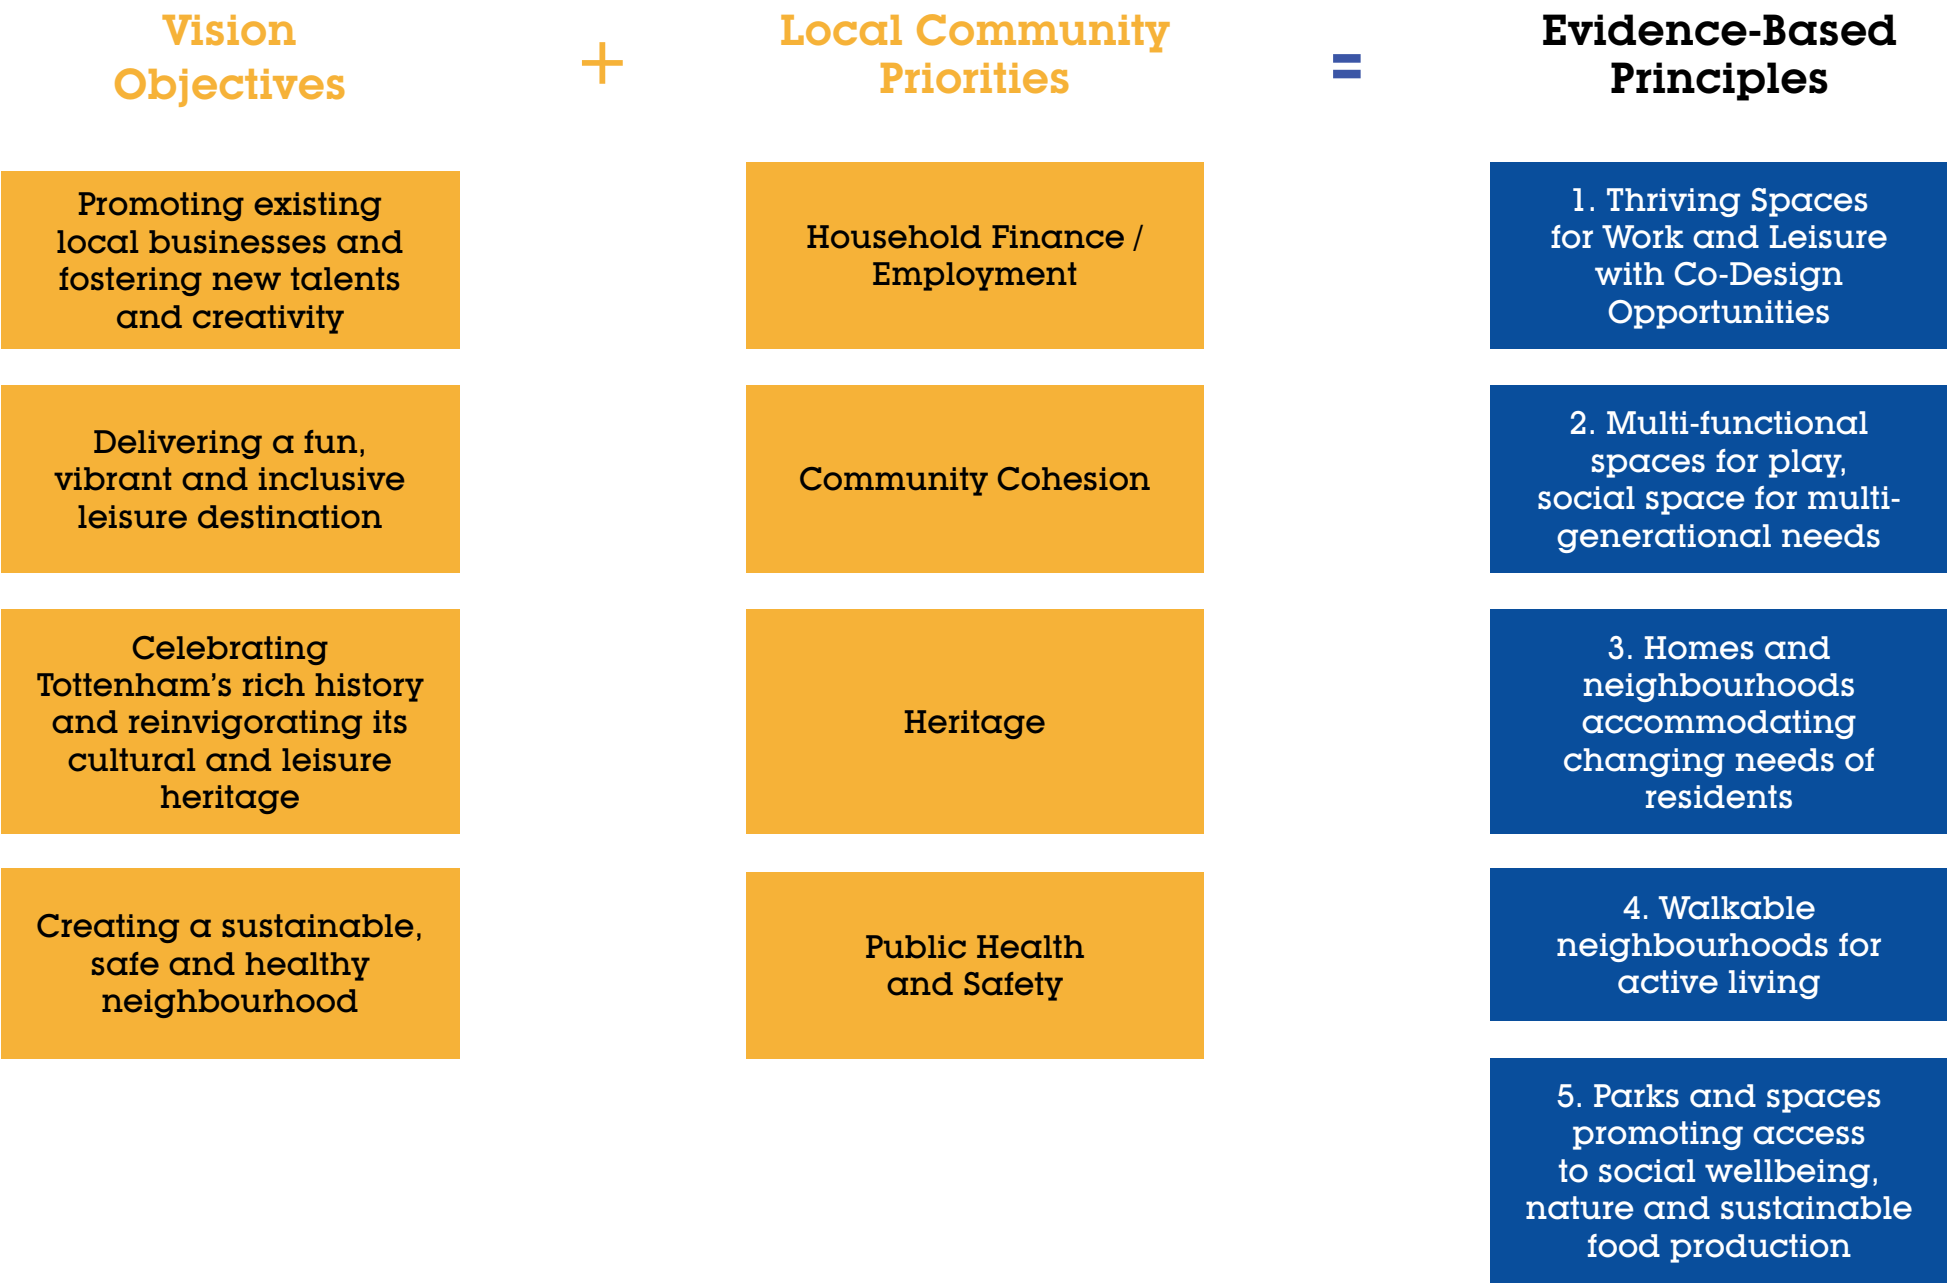 Vision
Objectives
+
Local Community
Priorities
=
Evidence-Based
Principles
Promoting existing
local businesses and
fostering new talents
and creativity
Household Finance /
Employment
1. Thriving Spaces
for Work and Leisure
with Co-Design
Opportunities
Delivering a fun,
vibrant and inclusive
leisure destination
Community Cohesion
2. Multi-functional
spaces for play,
social space for multi-
generational needs
Celebrating
Tottenham’s rich history
and reinvigorating its
cultural and leisure
heritage
Heritage
3. Homes and
neighbourhoods
accommodating
changing needs of
residents
Creating a sustainable,
safe and healthy
neighbourhood
Public Health
and Safety
4. Walkable
neighbourhoods for
active living
5. Parks and spaces
promoting access
to social wellbeing,
nature and sustainable
food production